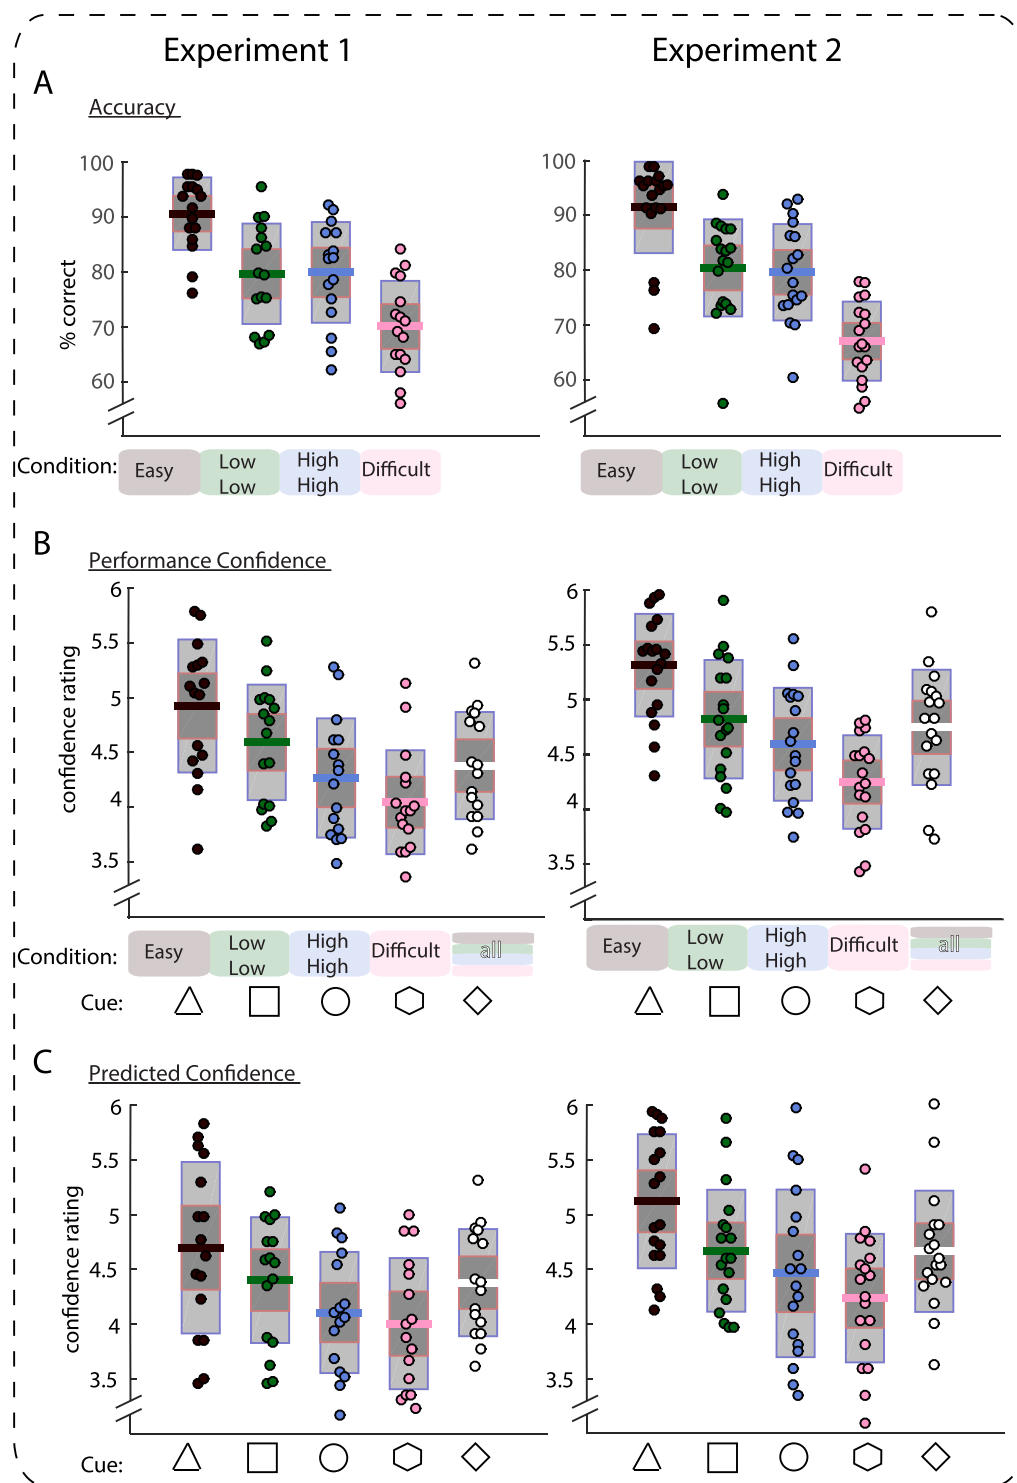 Experiment 1 Experiment 2
A
Accuracy
100 100
90 90
80 80
70 70
60 60
% correct
Condition: Easy Low Low High High Difficult Easy Low Low High High Difficult
B
Performance Confidence
6 6
5.5 5.5
5 5
4.5 4.5
4 4
3.5 3.5
confidence rating
Condition: Easy Low Low High High Difficult all Easy Low Low High High Difficult all
Cue:
C
Predicted Confidence
6 6
5.5 5.5
5 5
4.5 4.5
4 4
3.5 3.5
confidence rating
Cue: